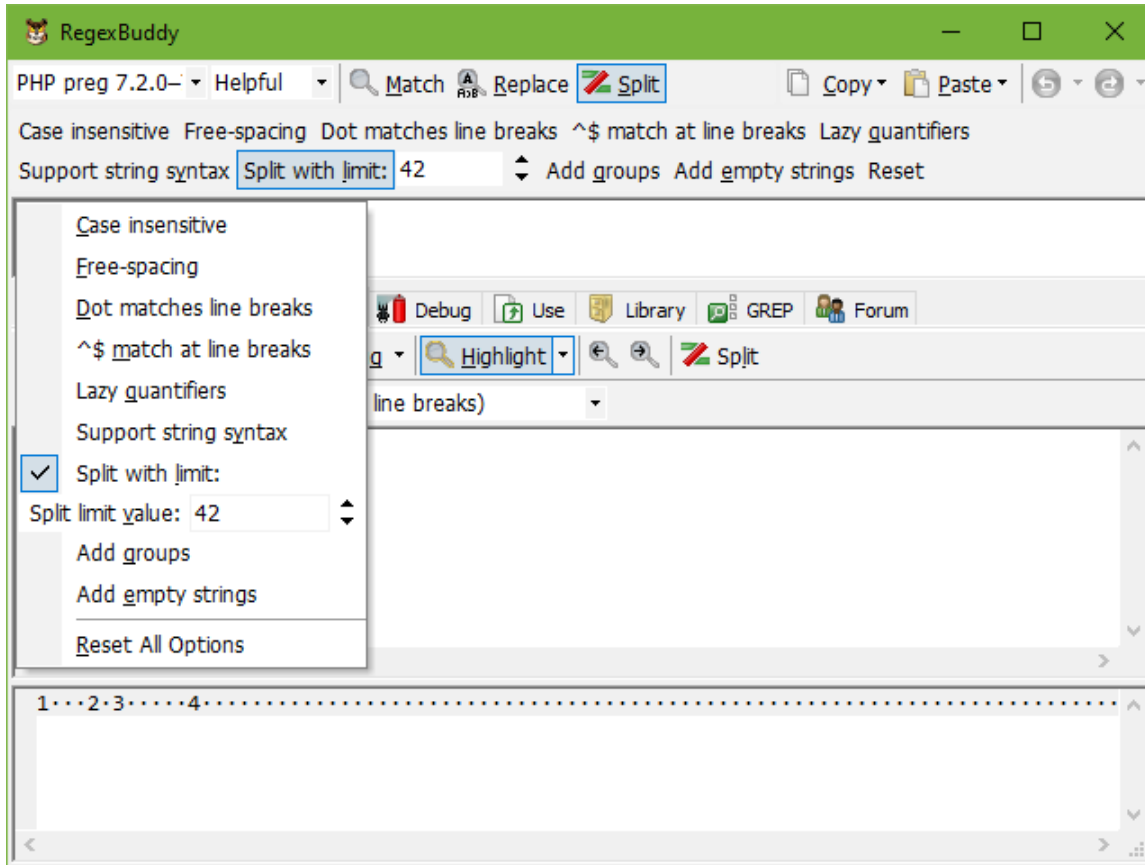 RegexBuddy
PHP preg 7.2.0– Helpful Match Replace Split Copy Paste
Case insensitive Free-spacing Dot matches line breaks ^$ match at line breaks Lazy quantifiers
Support string syntax Split with limit: 42 Add groups Add empty strings Reset
Case insensitive
Free-spacing
Dot matches line breaks
^$ match at line breaks
Lazy quantifiers
Support string syntax
Split with limit:
Split limit value: 42
Add groups
Add empty strings
Reset All Options
Debug Use Library GREP Forum
g Highlight Split
line breaks)
1···2·3·····4·········································································